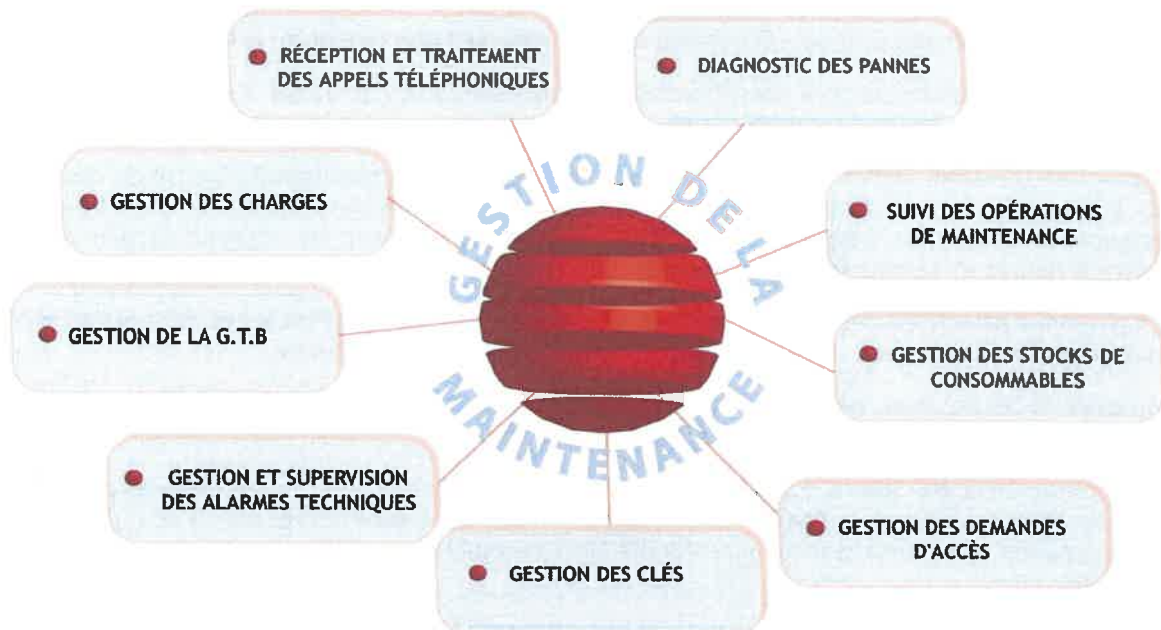 RÉCEPTION ET TRAITEMENT
DES APPELS TÉLÉPHONIQUES
DIAGNOSTIC DES PANNES
GESTION DES CHARGES
SUIVI DES OPÉRATIONS
DE MAINTENANCE
GESTION DE LA
MAINTENANCE
GESTION DE LA G.T.B
GESTION DES STOCKS DE
CONSOMMABLES
GESTION ET SUPERVISION
DES ALARMES TECHNIQUES
GESTION DES DEMANDES
D'ACCÈS
GESTION DES CLÉS